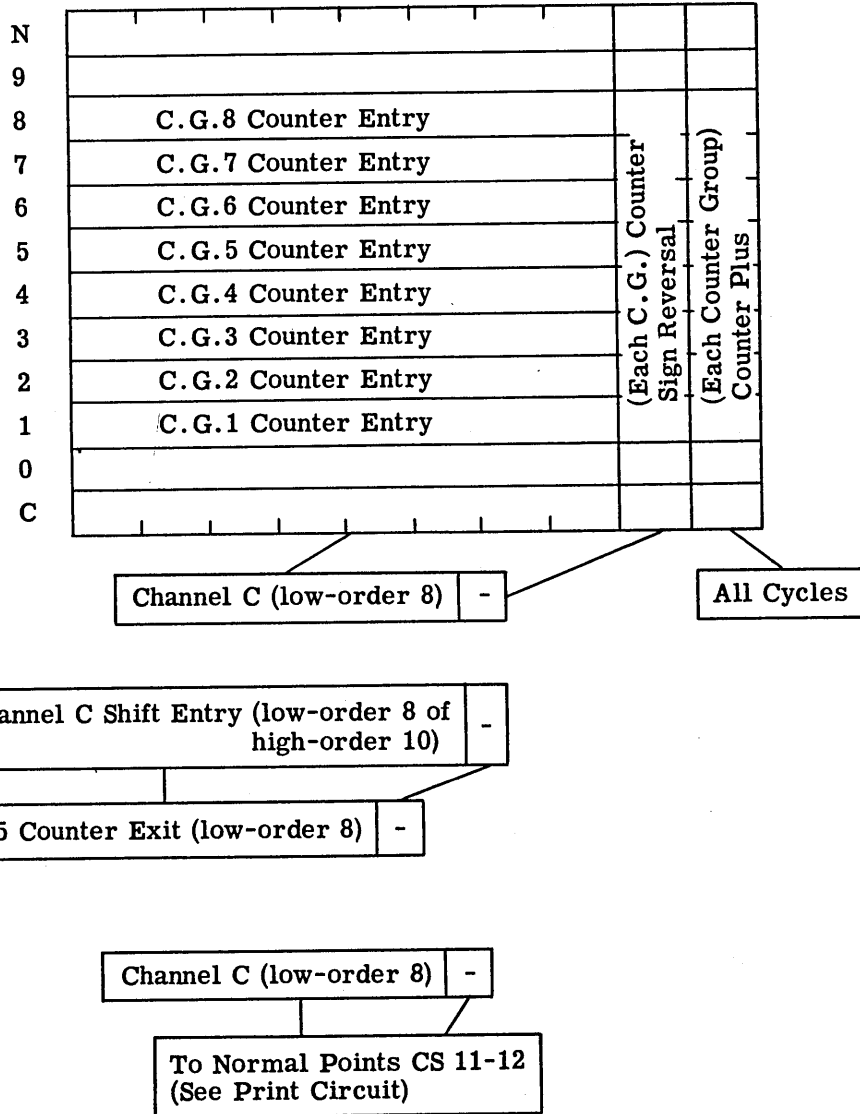 N
9
8 C.G.8 Counter Entry
7 C.G.7 Counter Entry
6 C.G.6 Counter Entry
5 C.G.5 Counter Entry
4 C.G.4 Counter Entry
3 C.G.3 Counter Entry
2 C.G.2 Counter Entry
1 C.G.1 Counter Entry
0
C
(Each C.G.) Counter
Sign Reversal
(Each Counter Group)
Counter Plus
Channel C (low-order 8) -
All Cycles
annel C Shift Entry (low-order 8 of
high-order 10) -
5 Counter Exit (low-order 8) -
Channel C (low-order 8) -
To Normal Points CS 11-12
(See Print Circuit)